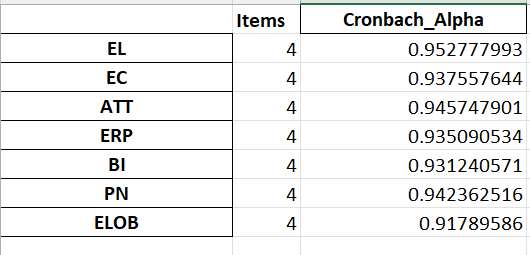 Items Cronbach_Alpha
EL 4 0.952777993
EC 4 0.937557644
ATT 4 0.945747901
ERP 4 0.935090534
BI 4 0.931240571
PN 4 0.942362516
ELOB 4 0.91789586